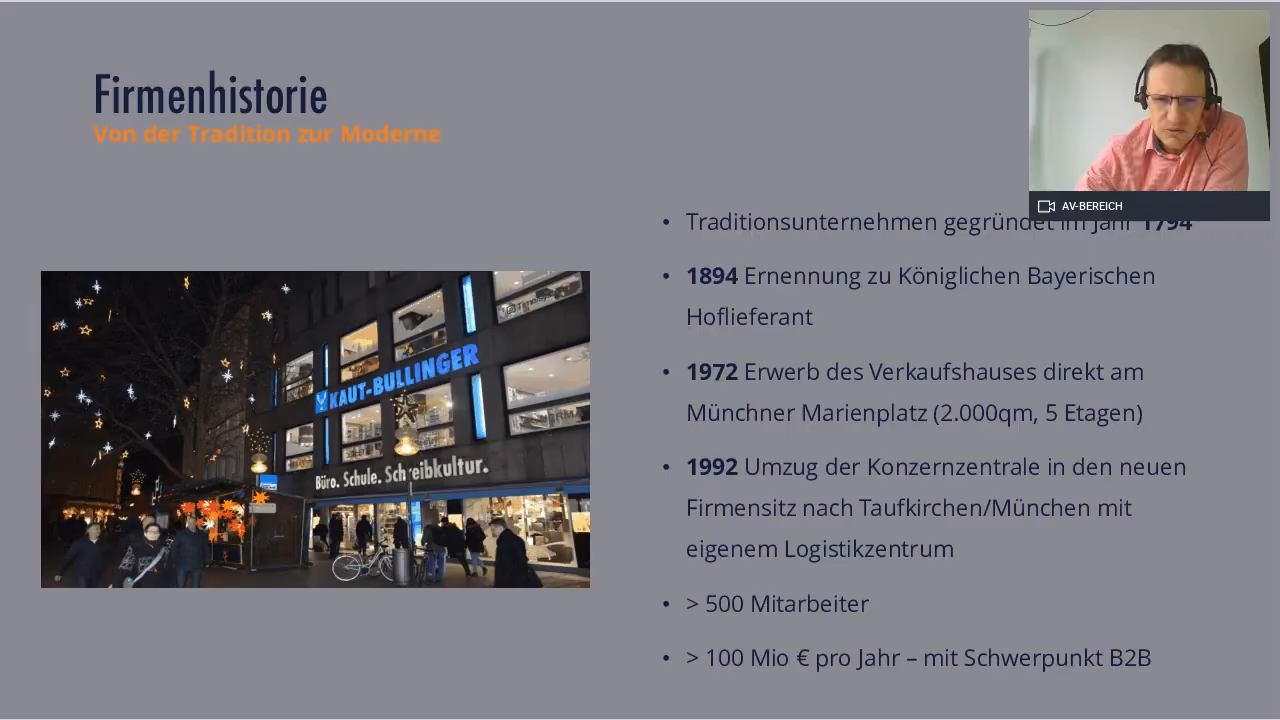 Firmenhistorie
Von der Tradition zur Moderne
AV-BEREICH
• Traditionsunternehmen gegründet im Jahr 1794
• 1894 Ernennung zu Königlichen Bayerischen
Hoflieferant
• 1972 Erwerb des Verkaufshauses direkt am
Münchner Marienplatz (2.000qm, 5 Etagen)
• 1992 Umzug der Konzernzentrale in den neuen
Firmensitz nach Taufkirchen/München mit
eigenem Logistikzentrum
• > 500 Mitarbeiter
• > 100 Mio € pro Jahr – mit Schwerpunkt B2B
KAUT-BULLINGER
Büro. Schule. Schreibkultur.